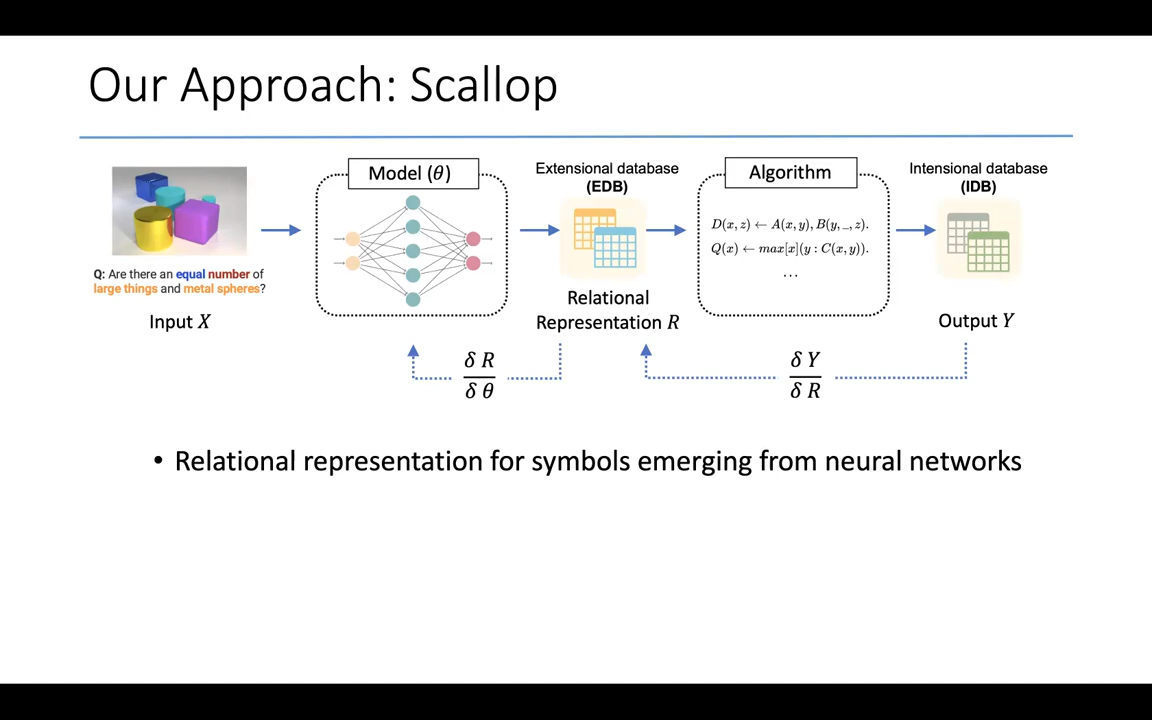 Our Approach: Scallop
Q: Are there an equal number of
large things and metal spheres?
Input X
Model (θ)
Extensional database
(EDB)
Relational
Representation R
Algorithm
D(x, z) ← A(x, y), B(y, _, z).
Q(x) ← max[x](y : C(x, y)).
...
Intensional database
(IDB)
Output Y
δ R
δ θ
δ Y
δ R
• Relational representation for symbols emerging from neural networks